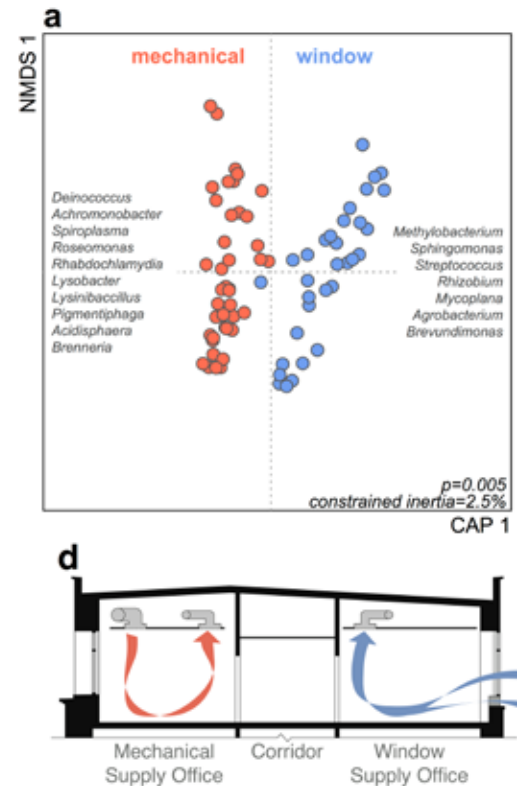 a
mechanical window
NMDS 1
Deinococcus
Achromonobacter
Spiroplasma
Roseomonas
Rhabdochlamydia
Lysobacter
Lysinibaccillus
Pigmentiphaga
Acidisphaera
Brenneria
Methylobacterium
Sphingomonas
Streptococcus
Rhizobium
Mycoplana
Agrobacterium
Brevundimonas
p=0.005
constrained inertia=2.5%
CAP 1
d
Mechanical
Supply Office
Corridor
Window
Supply Office